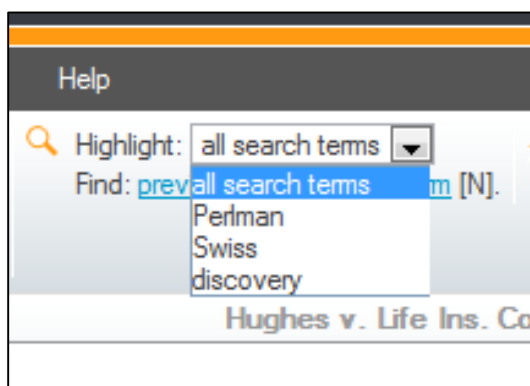 Help
Highlight: all search terms
Find: prev
all search terms
m [N].
Perlman
Swiss
discovery
Hughes v. Life Ins. Co